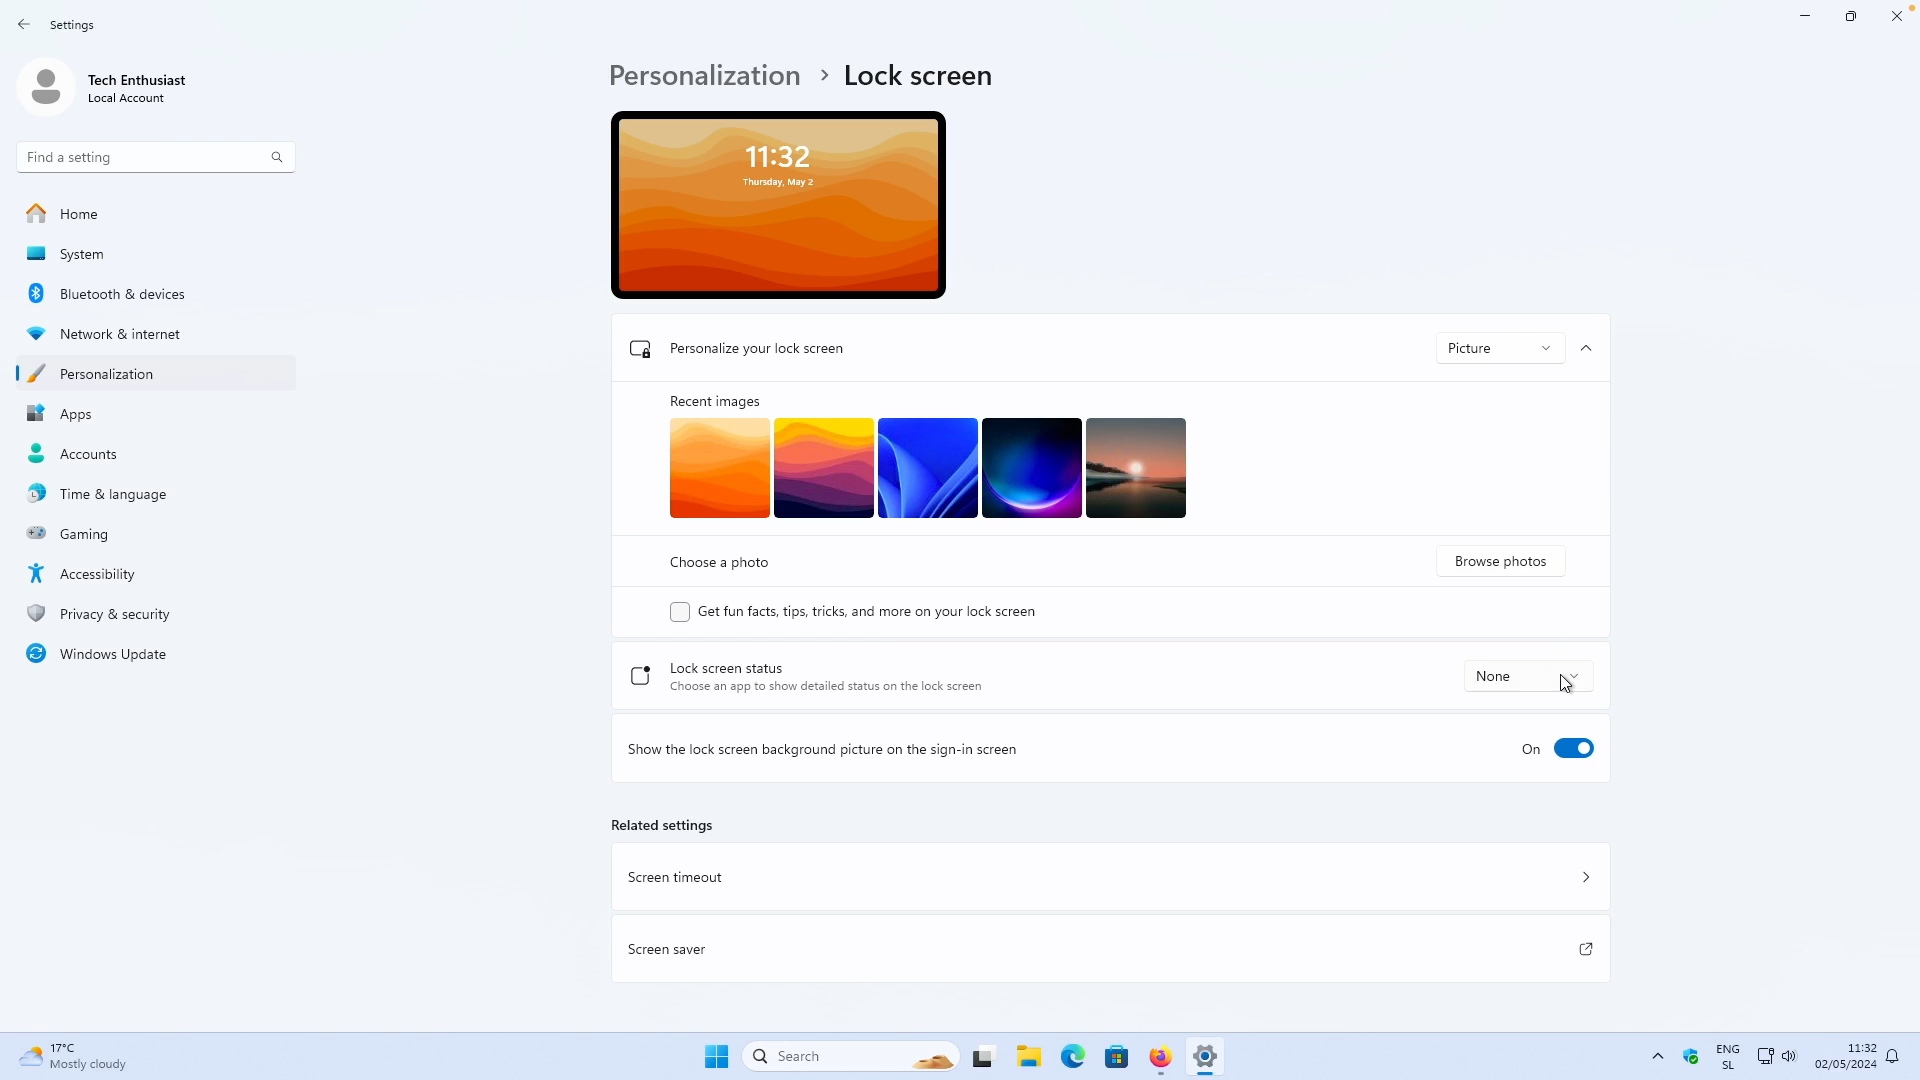 Settings
Tech Enthusiast
Local Account
Find a setting
Home
System
Bluetooth & devices
Network & internet
Personalization
Apps
Accounts
Time & language
Gaming
Accessibility
Privacy & security
Windows Update
Personalization > Lock screen
11:32
Thursday, May 2
Personalize your lock screen
Picture
Recent images
Choose a photo
Browse photos
Get fun facts, tips, tricks, and more on your lock screen
Lock screen status
Choose an app to show detailed status on the lock screen
None
Show the lock screen background picture on the sign-in screen
On
Related settings
Screen timeout
Screen saver
17°C
Mostly cloudy
Search
ENG
SL
11:32
02/05/2024